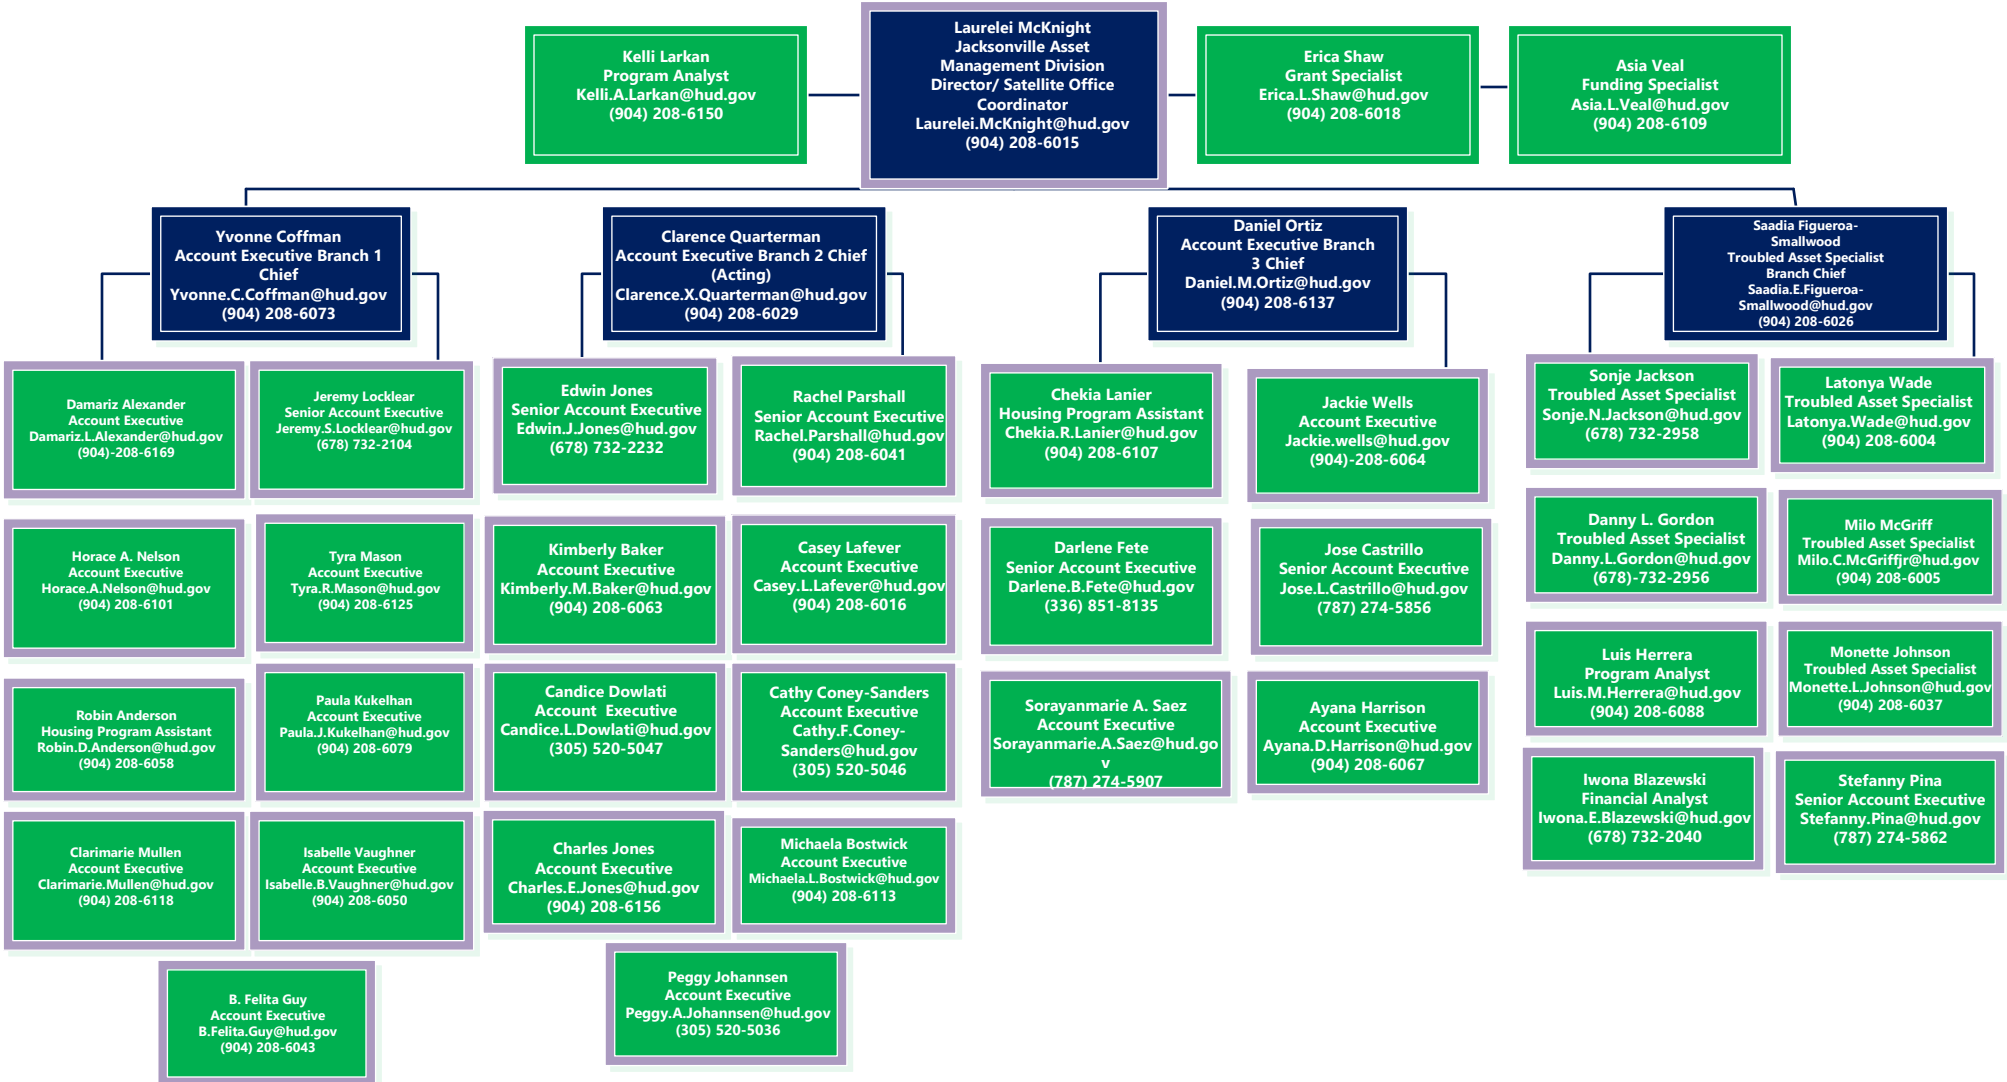 Kelli Larkan
Program Analyst
Kelli.A.Larkan@hud.gov
(904) 208-6150
Laurelei McKnight
Jacksonville Asset
Management Division
Director/ Satellite Office
Coordinator
Laurelei.McKnight@hud.gov
(904) 208-6015
Erica Shaw
Grant Specialist
Erica.L.Shaw@hud.gov
(904) 208-6018
Asia Veal
Funding Specialist
Asia.L.Veal@hud.gov
(904) 208-6109
Yvonne Coffman
Account Executive Branch 1
Chief
Yvonne.C.Coffman@hud.gov
(904) 208-6073
Clarence Quarterman
Account Executive Branch 2 Chief
(Acting)
Clarence.X.Quarterman@hud.gov
(904) 208-6029
Daniel Ortiz
Account Executive Branch
3 Chief
Daniel.M.Ortiz@hud.gov
(904) 208-6137
Saadia Figueroa-
Smallwood
Troubled Asset Specialist
Branch Chief
Saadia.E.Figueroa-
Smallwood@hud.gov
(904) 208-6026
Damariz Alexander
Account Executive
Damariz.L.Alexander@hud.gov
(904)-208-6169
Jeremy Locklear
Senior Account Executive
Jeremy.S.Locklear@hud.gov
(678) 732-2104
Edwin Jones
Senior Account Executive
Edwin.J.Jones@hud.gov
(678) 732-2232
Rachel Parshall
Senior Account Executive
Rachel.Parshall@hud.gov
(904) 208-6041
Chekia Lanier
Housing Program Assistant
Chekia.R.Lanier@hud.gov
(904) 208-6107
Jackie Wells
Account Executive
Jackie.wells@hud.gov
(904)-208-6064
Sonje Jackson
Troubled Asset Specialist
Sonje.N.Jackson@hud.gov
(678) 732-2958
Latonya Wade
Troubled Asset Specialist
Latonya.Wade@hud.gov
(904) 208-6004
Horace A. Nelson
Account Executive
Horace.A.Nelson@hud.gov
(904) 208-6101
Tyra Mason
Account Executive
Tyra.R.Mason@hud.gov
(904) 208-6125
Kimberly Baker
Account Executive
Kimberly.M.Baker@hud.gov
(904) 208-6063
Casey Lafever
Account Executive
Casey.L.Lafever@hud.gov
(904) 208-6016
Darlene Fete
Senior Account Executive
Darlene.B.Fete@hud.gov
(336) 851-8135
Jose Castrillo
Senior Account Executive
Jose.L.Castrillo@hud.gov
(787) 274-5856
Danny L. Gordon
Troubled Asset Specialist
Danny.L.Gordon@hud.gov
(678)-732-2956
Milo McGriff
Troubled Asset Specialist
Milo.C.McGriffjr@hud.gov
(904) 208-6005
Robin Anderson
Housing Program Assistant
Robin.D.Anderson@hud.gov
(904) 208-6058
Paula Kukelhan
Account Executive
Paula.J.Kukelhan@hud.gov
(904) 208-6079
Candice Dowlati
Account  Executive
Candice.L.Dowlati@hud.gov
(305) 520-5047
Cathy Coney-Sanders
Account Executive
Cathy.F.Coney-
Sanders@hud.gov
(305) 520-5046
Sorayanmarie A. Saez
Account Executive
Sorayanmarie.A.Saez@hud.go
v
(787) 274-5907
Ayana Harrison
Account Executive
Ayana.D.Harrison@hud.gov
(904) 208-6067
Luis Herrera
Program Analyst
Luis.M.Herrera@hud.gov
(904) 208-6088
Monette Johnson
Troubled Asset Specialist
Monette.L.Johnson@hud.gov
(904) 208-6037
Clarimarie Mullen
Account Executive
Clarimarie.Mullen@hud.gov
(904) 208-6118
Isabelle Vaughner
Account Executive
Isabelle.B.Vaughner@hud.gov
(904) 208-6050
Charles Jones
Account Executive
Charles.E.Jones@hud.gov
(904) 208-6156
Michaela Bostwick
Account Executive
Michaela.L.Bostwick@hud.gov
(904) 208-6113
Iwona Blazewski
Financial Analyst
Iwona.E.Blazewski@hud.gov
(678) 732-2040
Stefanny Pina
Senior Account Executive
Stefanny.Pina@hud.gov
(787) 274-5862
B. Felita Guy
Account Executive
B.Felita.Guy@hud.gov
(904) 208-6043
Peggy Johannsen
Account Executive
Peggy.A.Johannsen@hud.gov
(305) 520-5036